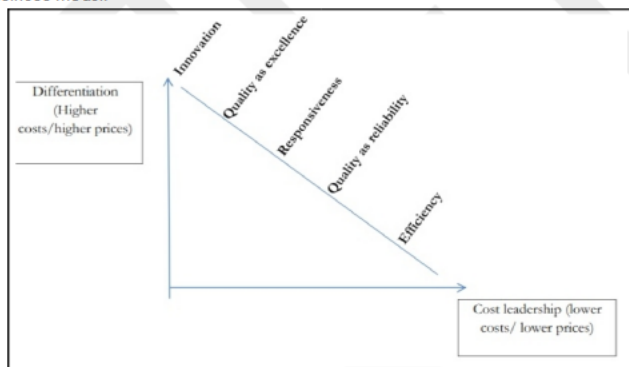 Innovation
Quality as excellence
Responsiveness
Quality as reliability
Efficiency
Differentiation
(Higher
costs/higher prices)
Cost leadership (lower
costs/ lower prices)